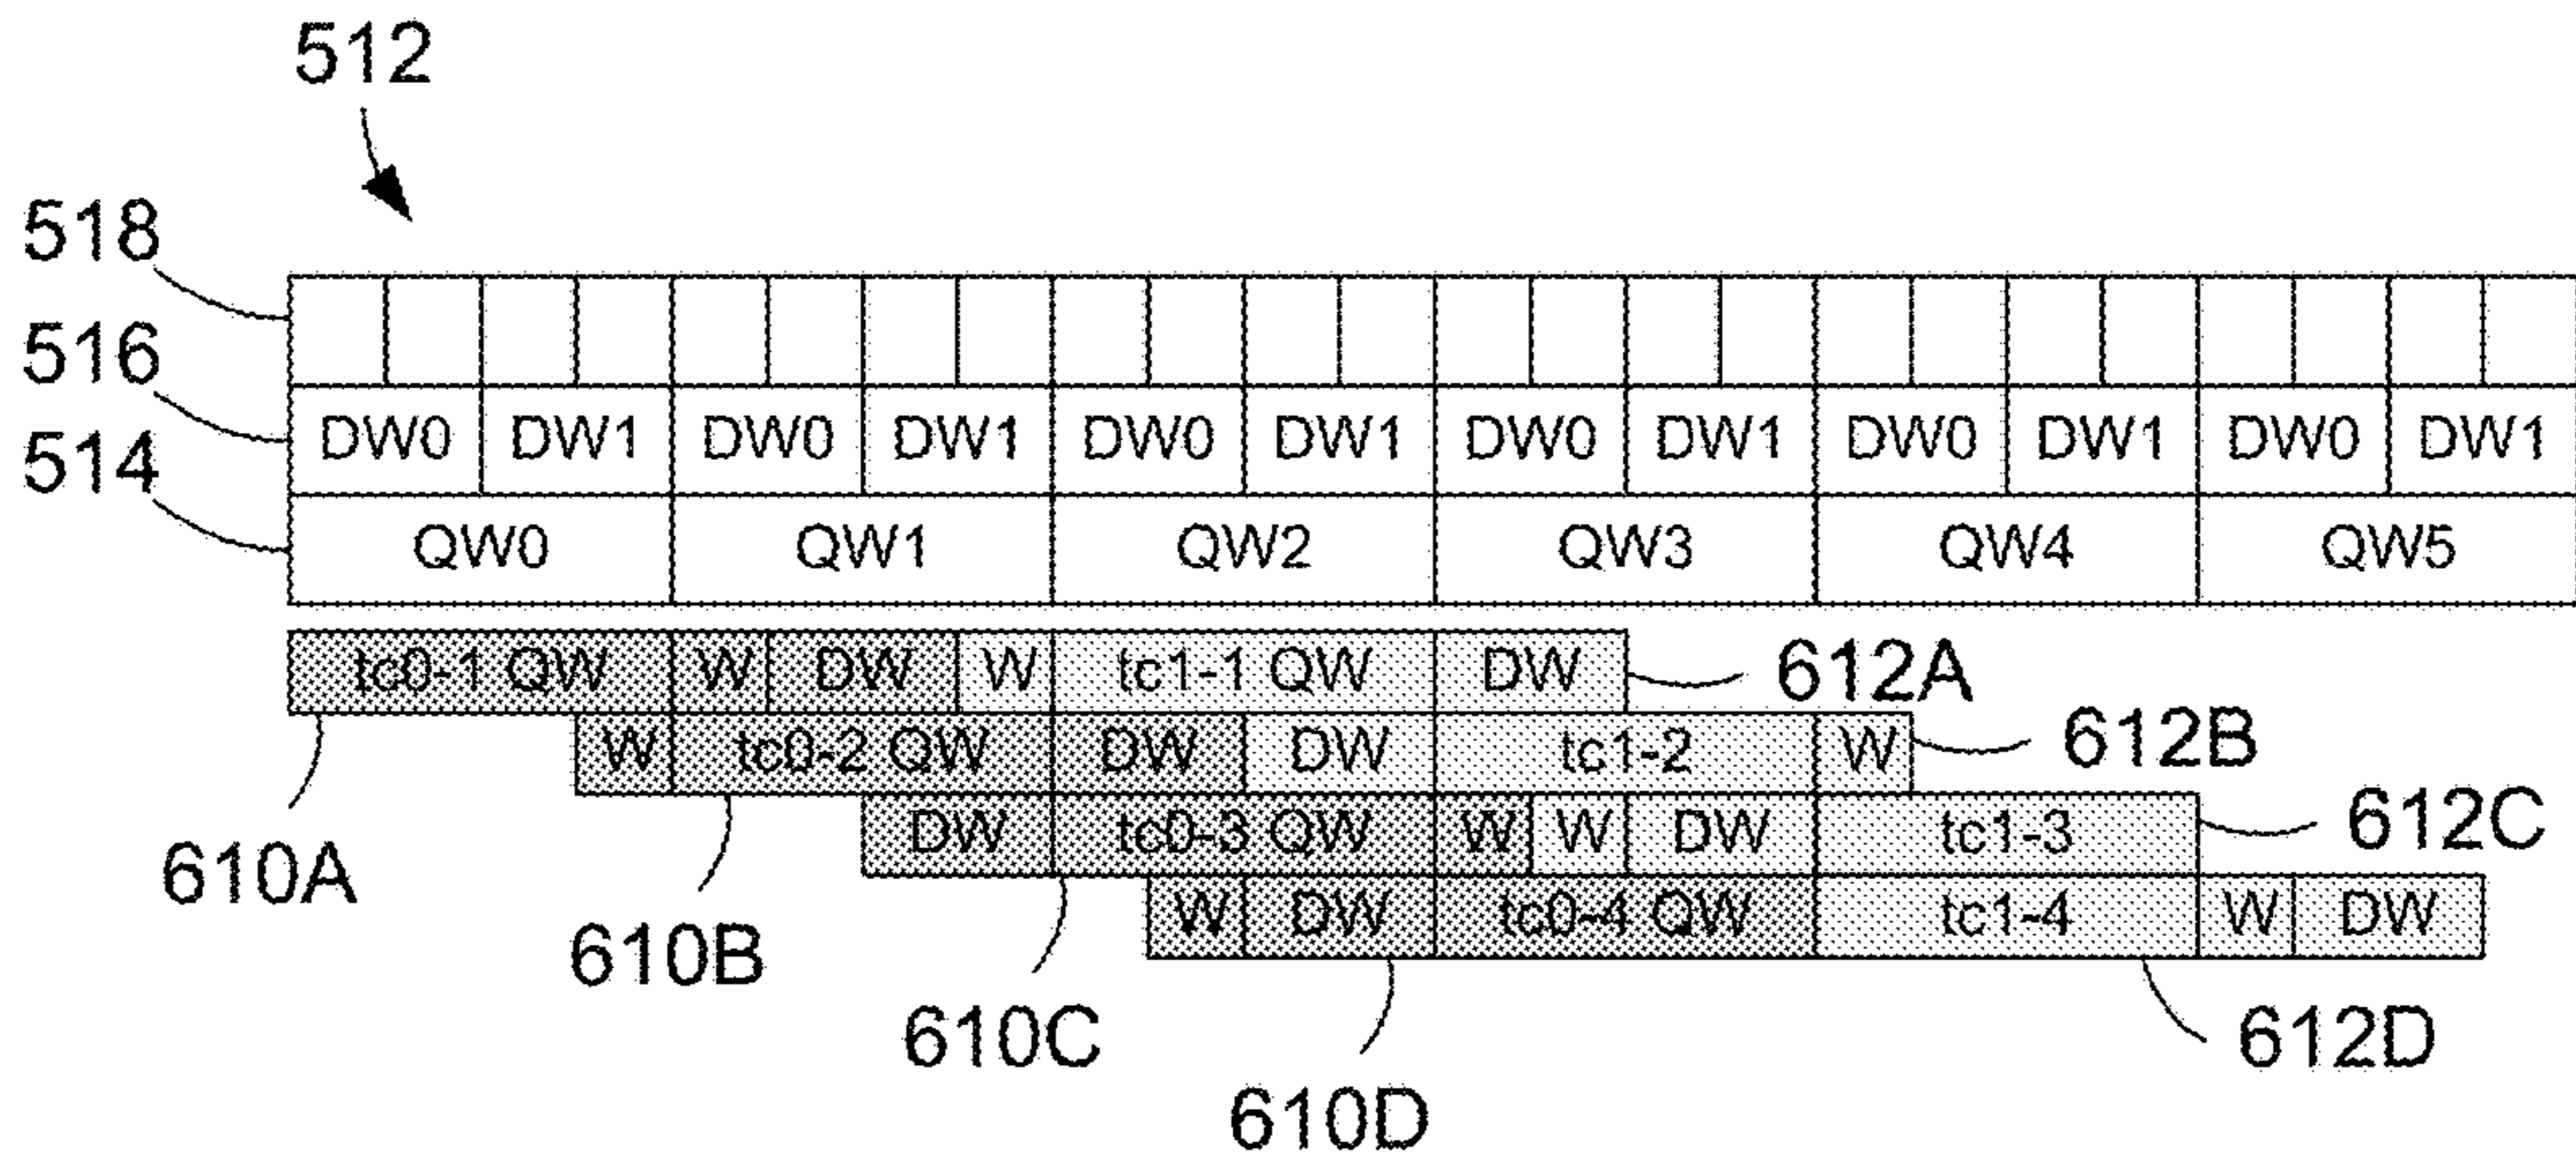 512
518
516
514
DW0 DW1 DW0 DW1 DW0 DW1 DW0 DW1 DW0 DW1 DW0 DW1
QW0 QW1 QW2 QW3 QW4 QW5
tc0-1 QW W DW W tc1-1 QW DW 612A
W tc0-2 QW DW DW tc1-2 W 612B
DW tc0-3 QW W W DW tc1-3 612C
W DW tc0-4 QW tc1-4 W DW
610A
610B
610C
612D
610D